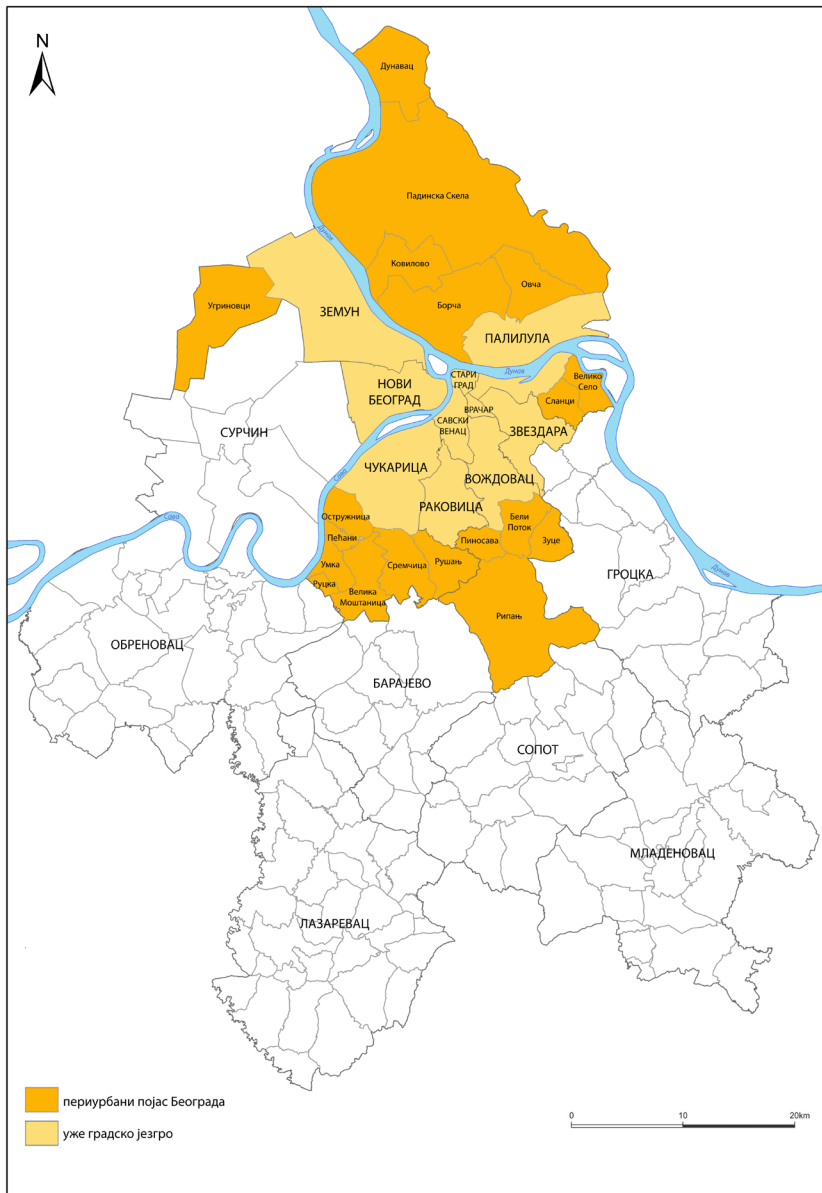 N
Дунавац
Падинска Скела
Дунав
Ковилово
Овча
Борча
Угриновци
ЗЕМУН
ПАЛИЛУЛА
СТАРИ
ГРАД
Дунав
ВЕЛИКО
Село
Сланци
НОВИ
БЕОГРАД
ВРАЧАР
САВСКИ
ВЕНАЦ
ЗВЕЗДАРА
СУРЧИН
ЧУКАРИЦА
ВОЖДОВАЦ
Сава
РАКОВИЦА
Сава
Остружница
Бели
Поток
Пећани
Пиносава
Зуце
Умка
Сремчица
Рушањ
Руцка
Велика
Моштаница
ГРОЦКА
Дунав
Рипањ
ОБРЕНОВАЦ
БАРАЈЕВО
СОПОТ
МЛАДЕНОВАЦ
ЛАЗАРЕВАЦ
периурбани појас Београда
уже градско језгро
0 10 20km